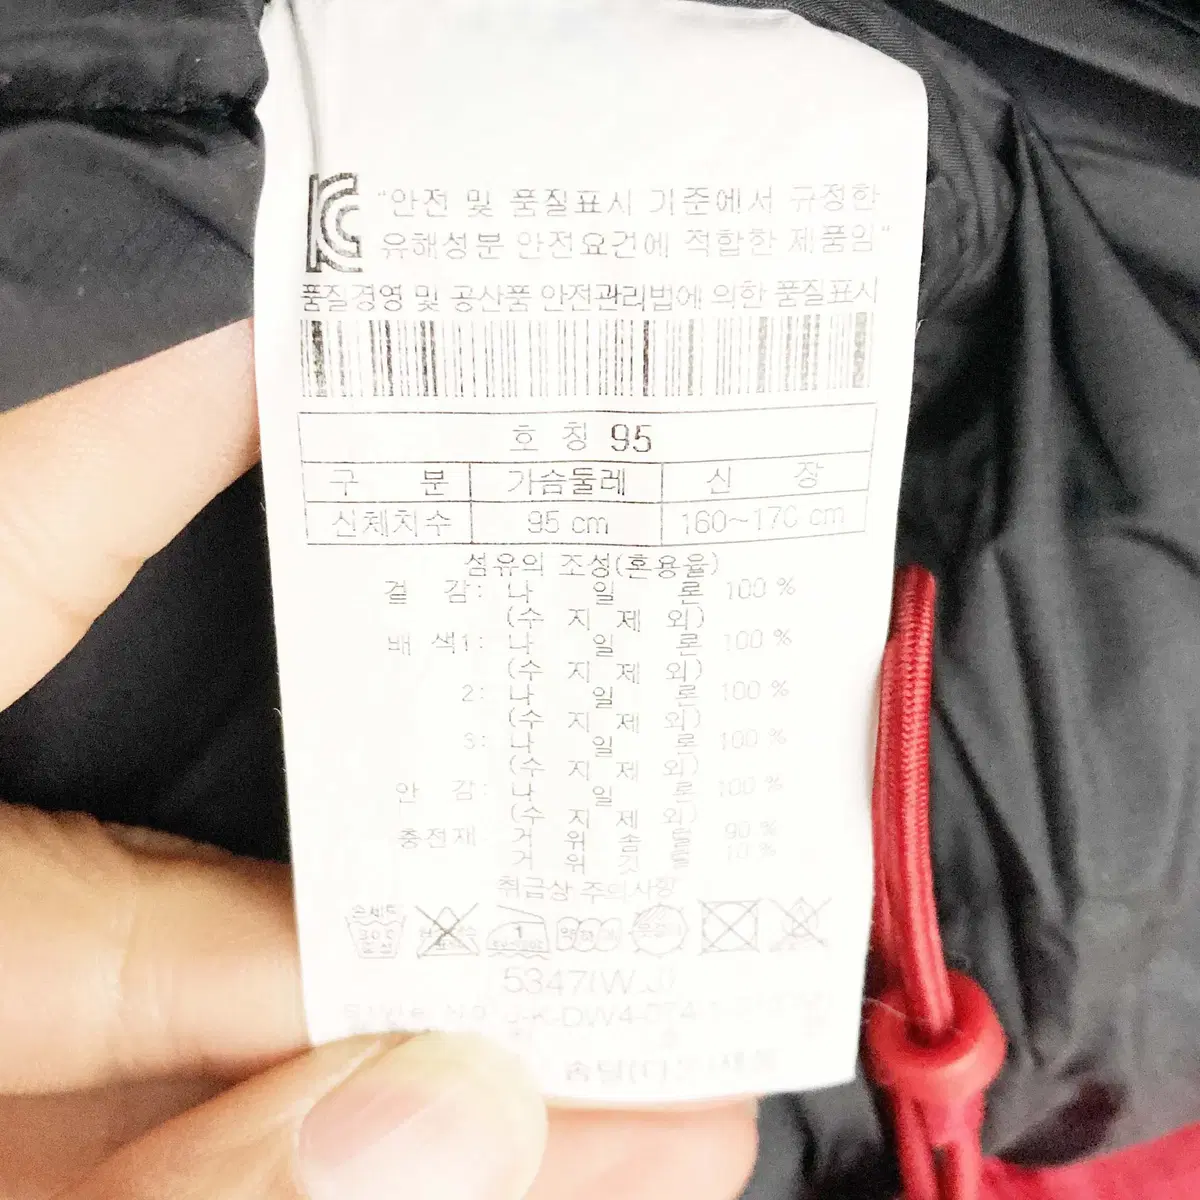 "안전 및 품질표시 기준에서 규정한
유해성분 안전요건에 적합한 제품임"
품질경영 및 공산품 안전관리법에 의한 품질표시
호 칭 95
구 분 가슴둘레 신 장
신체치수 95 cm 160~170 cm
섬유의 조성(혼용율)
겉 감: 나 일 론 100 %
(수 지 제 외)
배 색1: 나 일 론 100 %
(수 지 제 외)
2: 나 일 론 100 %
(수 지 제 외)
3: 나 일 론 100 %
(수 지 제 외)
안 감: 나 일 론 100 %
(수 지 제 외)
충전재: 거 위 솜 털 90 %
거 위 깃 털 10 %
취급상 주의사항
손세탁
30℃
중성
1
5347(W.J)